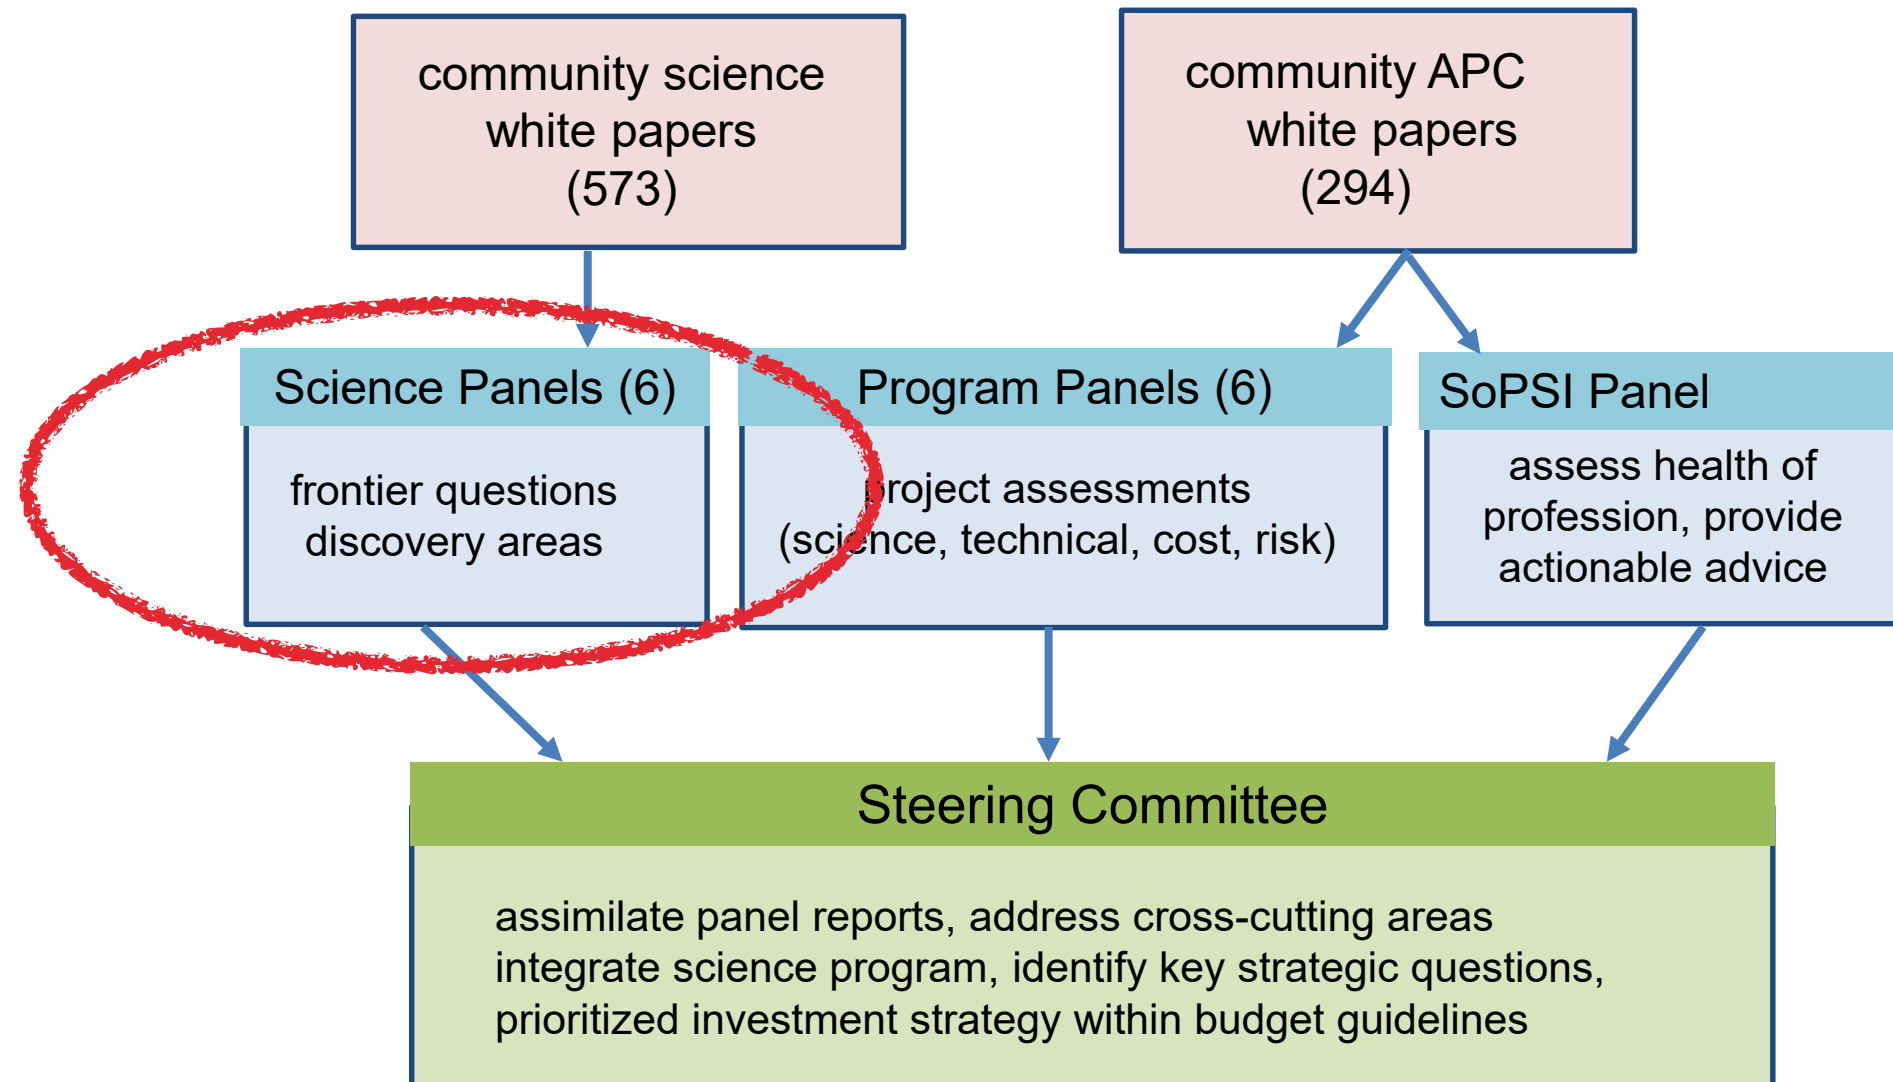 community science
white papers
(573)
community APC
white papers
(294)
Science Panels (6)
frontier questions
discovery areas
Program Panels (6)
project assessments
(science, technical, cost, risk)
SoPSI Panel
assess health of
profession, provide
actionable advice
Steering Committee
assimilate panel reports, address cross-cutting areas
integrate science program, identify key strategic questions,
prioritized investment strategy within budget guidelines